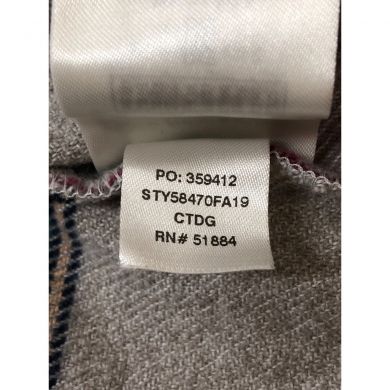 PO: 359412
STY58470FA19
CTDG
RN# 51884